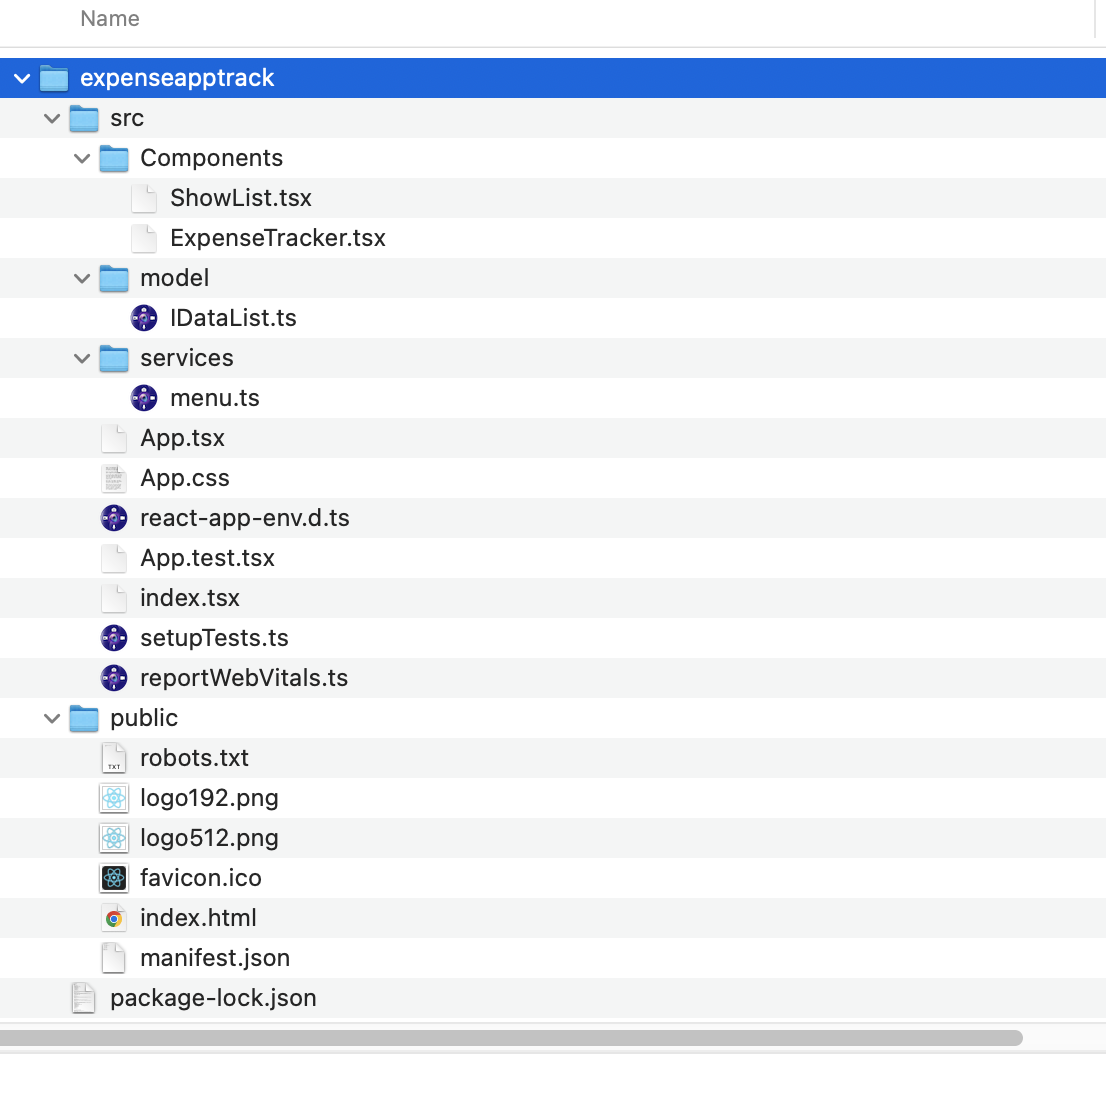 Name
expenseapptrack
src
Components
ShowList.tsx
ExpenseTracker.tsx
model
IDataList.ts
services
menu.ts
App.tsx
App.css
react-app-env.d.ts
App.test.tsx
index.tsx
setupTests.ts
reportWebVitals.ts
public
TXT
robots.txt
logo192.png
logo512.png
favicon.ico
index.html
manifest.json
package-lock.json